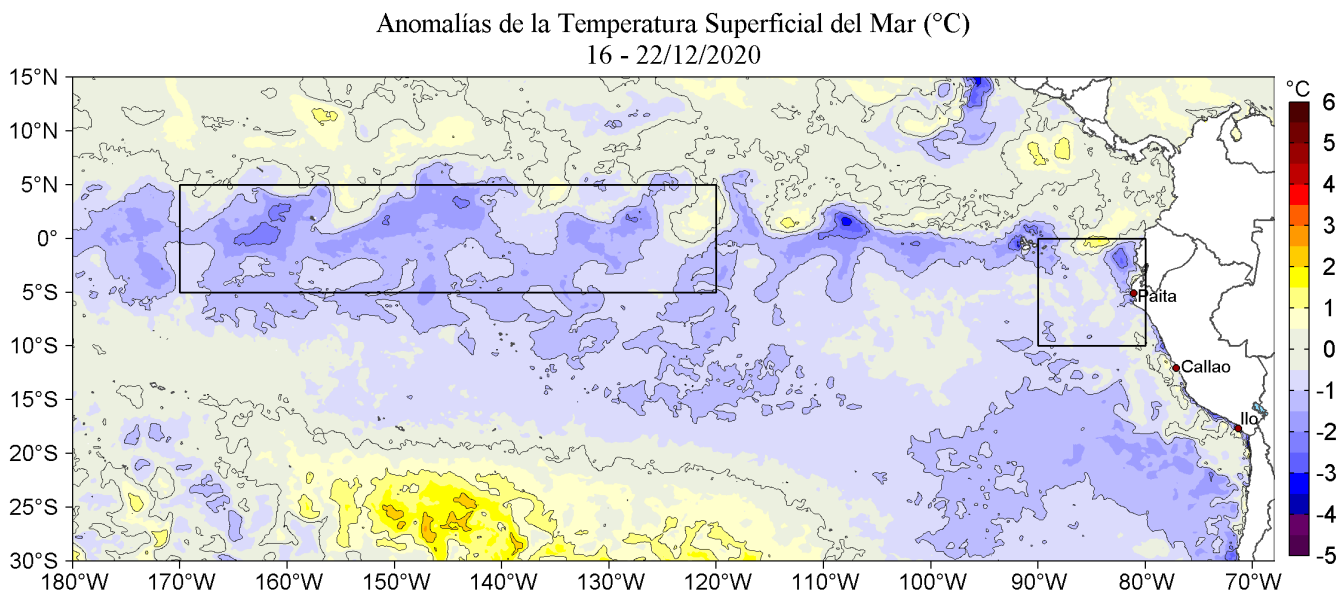 Anomalías de la Temperatura Superficial del Mar (°C)
16 - 22/12/2020
15°N
10°N
5°N
0°
5°S
10°S
15°S
20°S
25°S
30°S
180°W 170°W 160°W 150°W 140°W 130°W 120°W 110°W 100°W 90°W 80°W 70°W
Paita
Callao
Ilo
°C
6
5
4
3
2
1
0
-1
-2
-3
-4
-5